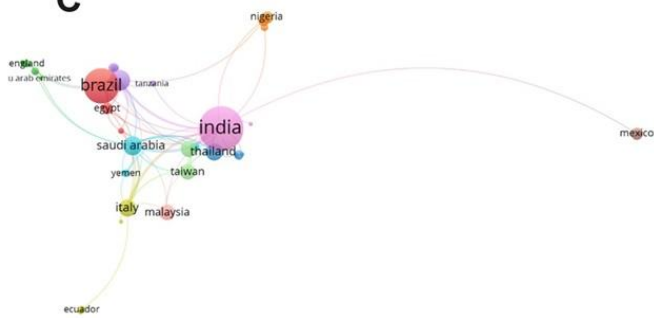 C
nigeria
england
u arab emirates
brazil
tanzania
egypt
india
mexico
saudi arabia
thailand
yemen
taiwan
italy
malaysia
ecuador